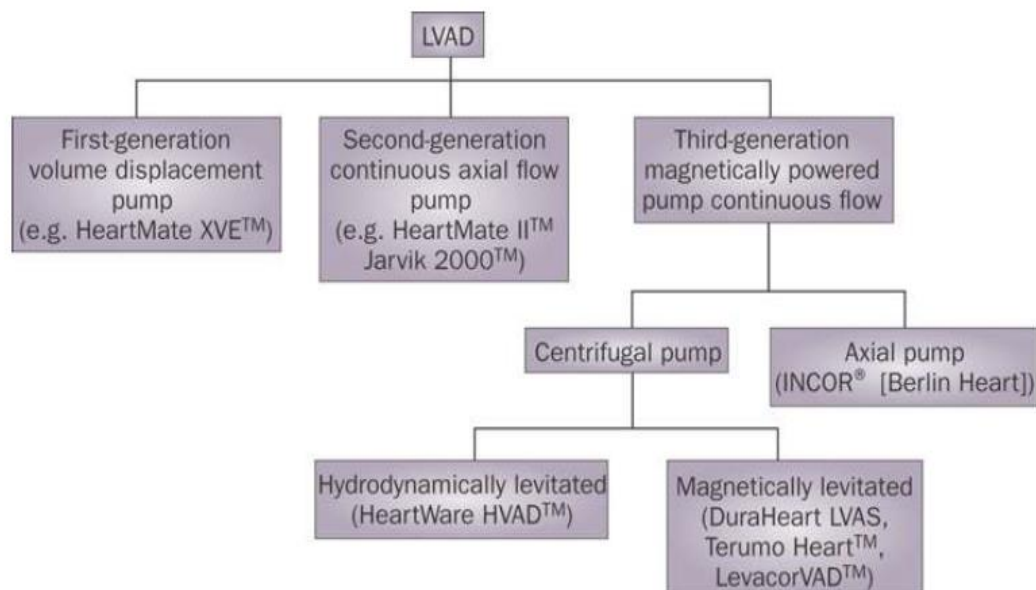 LVAD
First-generation
volume displacement
pump
(e.g. HeartMate XVE™)
Second-generation
continuous axial flow
pump
(e.g. HeartMate II™
Jarvik 2000™)
Third-generation
magnetically powered
pump continuous flow
Centrifugal pump
Axial pump
(INCOR® [Berlin Heart])
Hydrodynamically levitated
(HeartWare HVAD™)
Magnetically levitated
(DuraHeart LVAS,
Terumo Heart™,
LevacorVAD™)